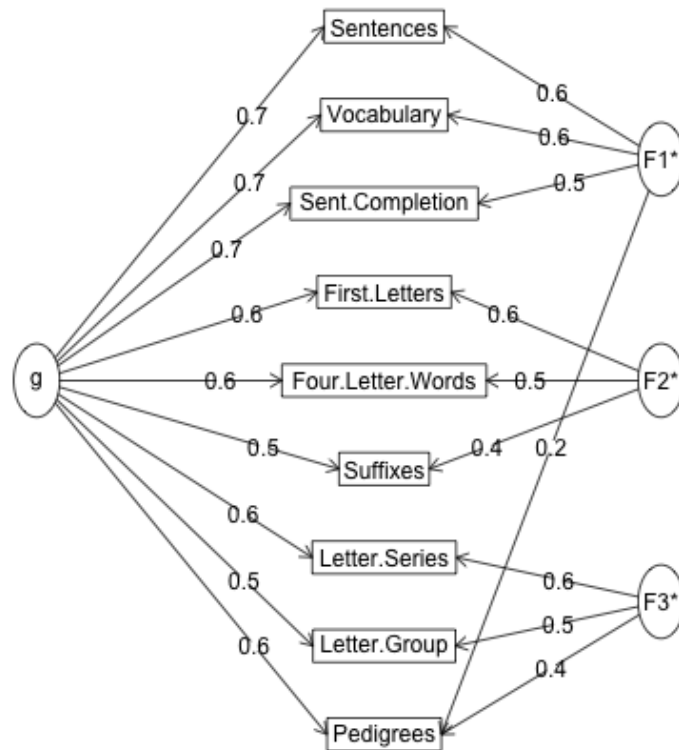 Sentences
0.7
0.6
Vocabulary
0.7
0.6
F1*
Sent.Completion
0.7
0.5
First.Letters
0.6
0.6
g
0.6
Four.Letter.Words
0.5
F2*
0.5
Suffixes
0.4
0.2
0.6
Letter.Series
0.6
F3*
0.5
Letter.Group
0.5
0.6
0.4
Pedigrees